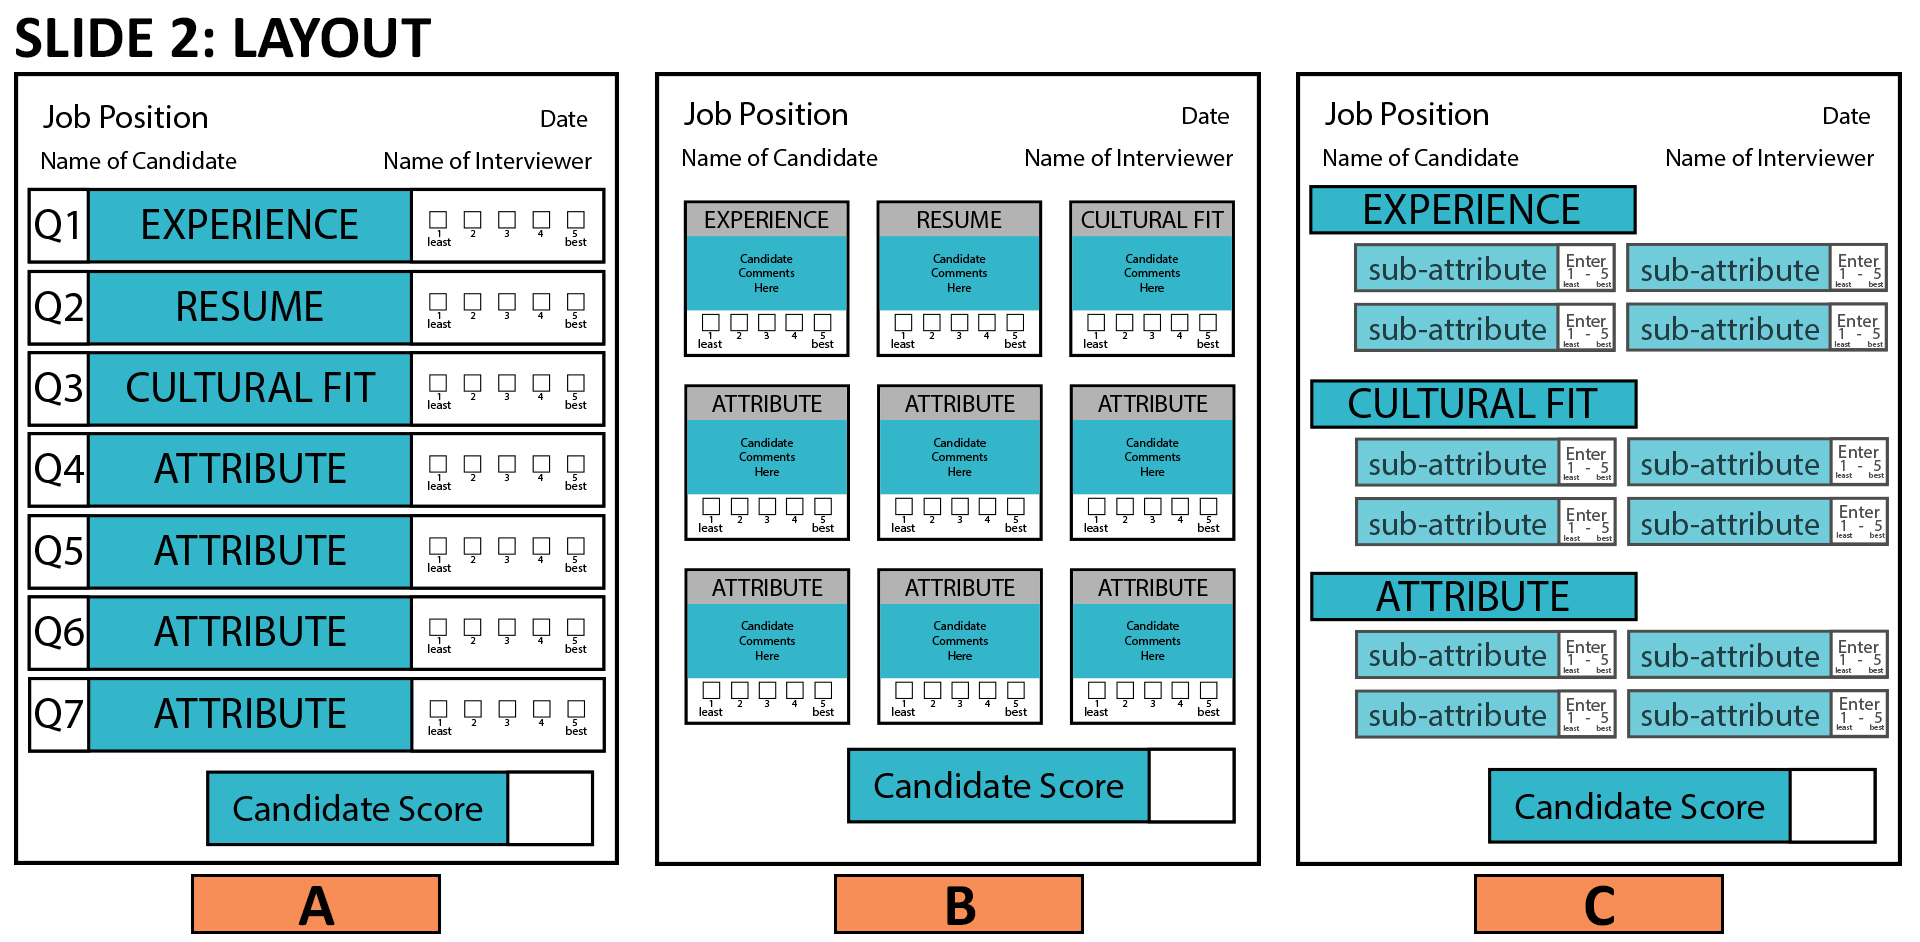 SLIDE 2: LAYOUT
Job Position
Date
Name of Candidate
Name of Interviewer
Q1 EXPERIENCE
1 2 3 4 5
least best
Q2 RESUME
1 2 3 4 5
least best
Q3 CULTURAL FIT
1 2 3 4 5
least best
Q4 ATTRIBUTE
1 2 3 4 5
least best
Q5 ATTRIBUTE
1 2 3 4 5
least best
Q6 ATTRIBUTE
1 2 3 4 5
least best
Q7 ATTRIBUTE
1 2 3 4 5
least best
Candidate Score
A
Job Position
Date
Name of Candidate
Name of Interviewer
EXPERIENCE
Candidate
Comments
Here
1 2 3 4 5
least best
RESUME
Candidate
Comments
Here
1 2 3 4 5
least best
CULTURAL FIT
Candidate
Comments
Here
1 2 3 4 5
least best
ATTRIBUTE
Candidate
Comments
Here
1 2 3 4 5
least best
ATTRIBUTE
Candidate
Comments
Here
1 2 3 4 5
least best
ATTRIBUTE
Candidate
Comments
Here
1 2 3 4 5
least best
ATTRIBUTE
Candidate
Comments
Here
1 2 3 4 5
least best
ATTRIBUTE
Candidate
Comments
Here
1 2 3 4 5
least best
ATTRIBUTE
Candidate
Comments
Here
1 2 3 4 5
least best
Candidate Score
B
Job Position
Date
Name of Candidate
Name of Interviewer
EXPERIENCE
sub-attribute
Enter
1 - 5
least best
sub-attribute
Enter
1 - 5
least best
sub-attribute
Enter
1 - 5
least best
sub-attribute
Enter
1 - 5
least best
CULTURAL FIT
sub-attribute
Enter
1 - 5
least best
sub-attribute
Enter
1 - 5
least best
sub-attribute
Enter
1 - 5
least best
sub-attribute
Enter
1 - 5
least best
ATTRIBUTE
sub-attribute
Enter
1 - 5
least best
sub-attribute
Enter
1 - 5
least best
sub-attribute
Enter
1 - 5
least best
sub-attribute
Enter
1 - 5
least best
Candidate Score
C